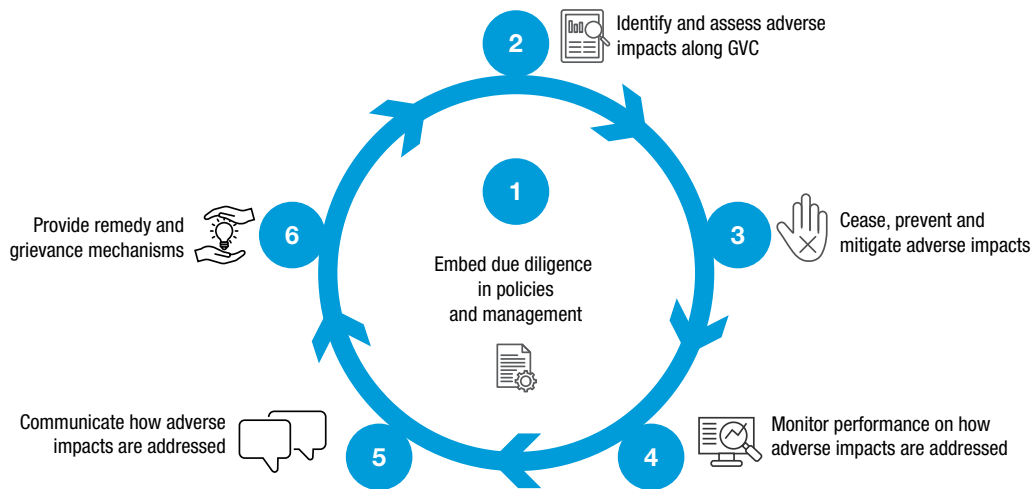 1
Embed due diligence
in policies
and management
2
Identify and assess adverse
impacts along GVC
3
Cease, prevent and
mitigate adverse impacts
4
Monitor performance on how
adverse impacts are addressed
5
Communicate how adverse
impacts are addressed
6
Provide remedy and
grievance mechanisms